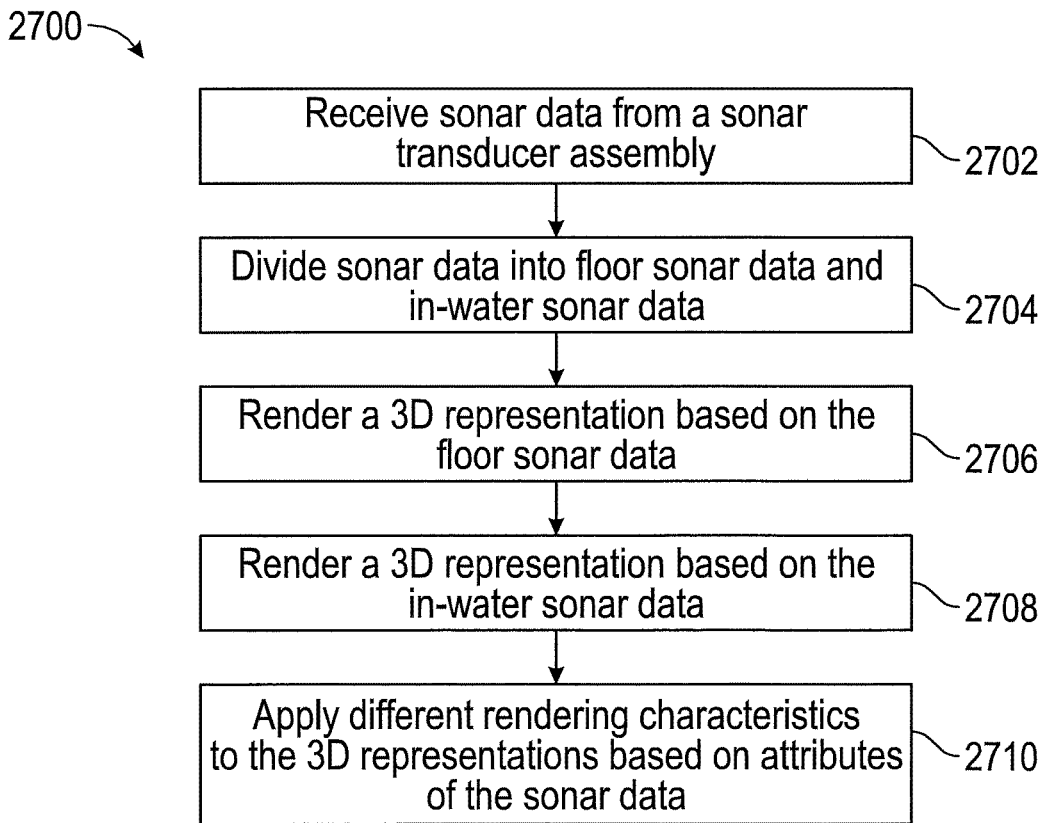 2700
Receive sonar data from a sonar
transducer assembly
2702
Divide sonar data into floor sonar data and
in-water sonar data
2704
Render a 3D representation based on the
floor sonar data
2706
Render a 3D representation based on the
in-water sonar data
2708
Apply different rendering characteristics
to the 3D representations based on attributes
of the sonar data
2710